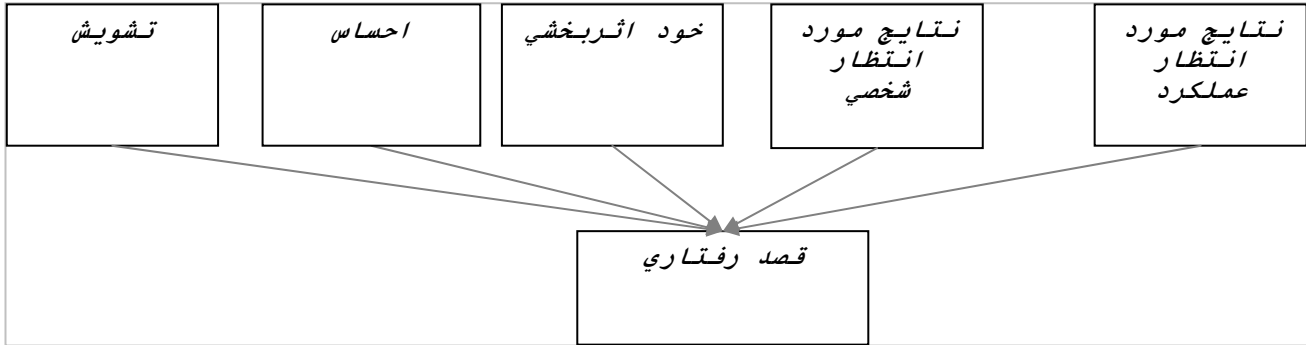 نتايج مورد
انتظار
عملكرد
نتايج مورد
انتظار
شخصي
خود اثربخشي
احساس
تشويش
قصد رفتاري